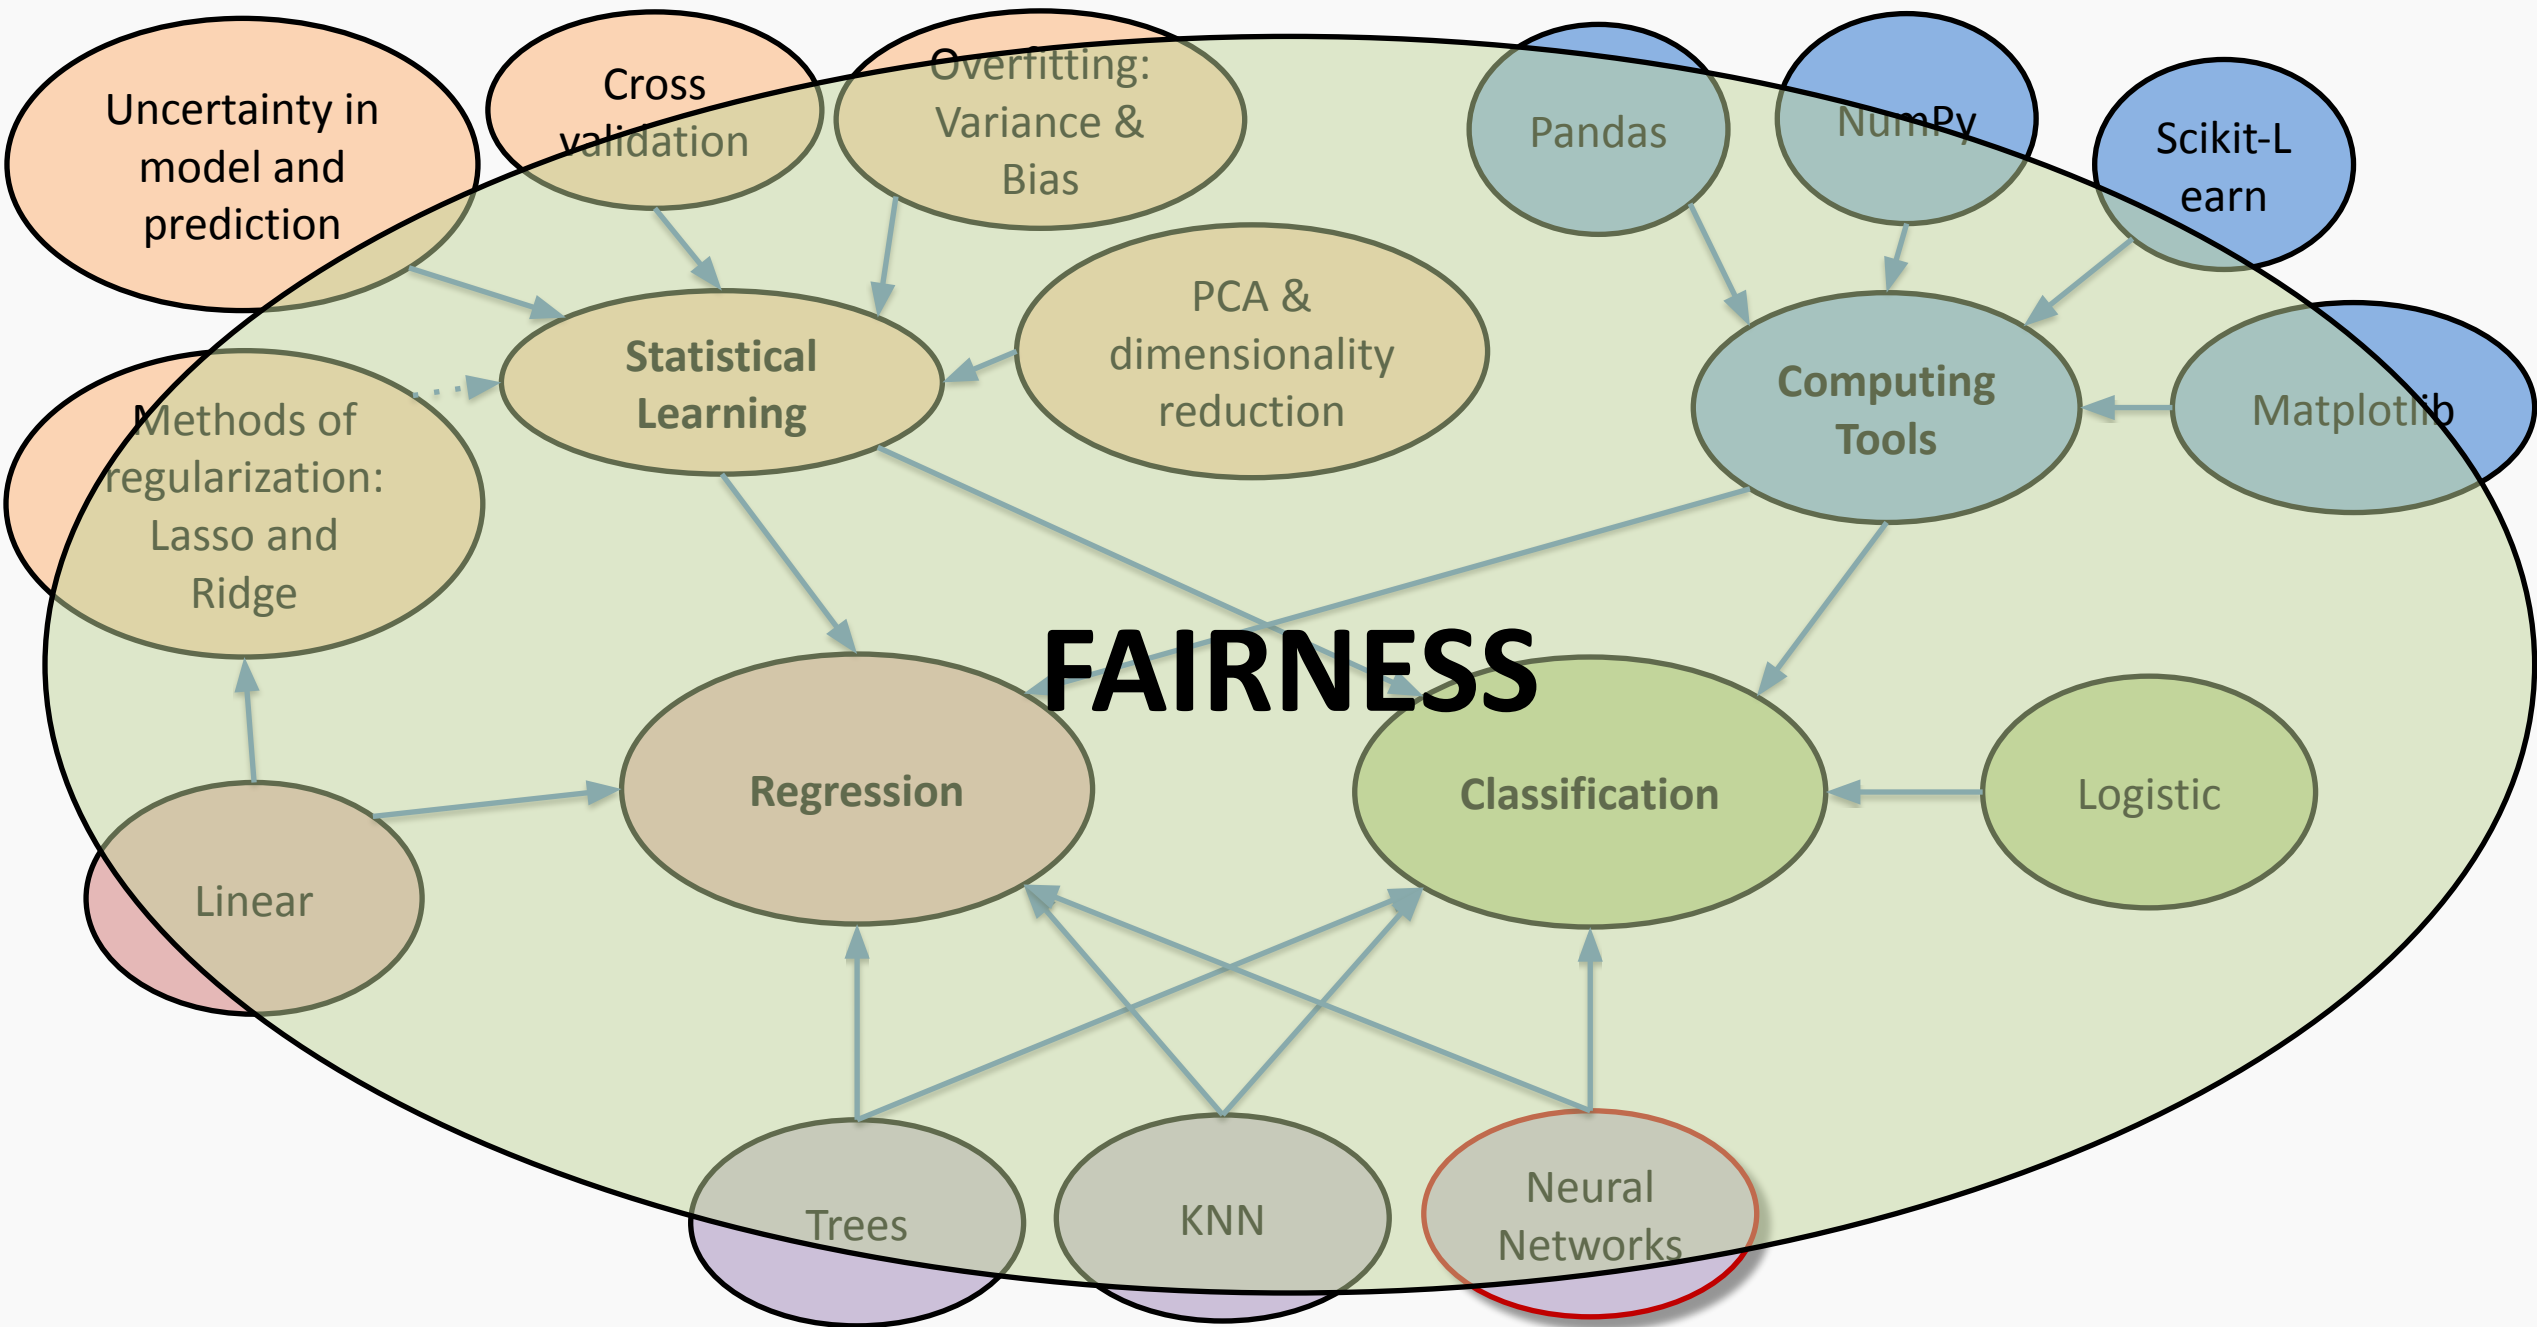 Uncertainty in
model and
prediction
Cross
validation
Overfitting:
Variance &
Bias
Pandas
NumPy
Scikit-L
earn
PCA &
dimensionality
reduction
Statistical
Learning
Computing
Tools
Matplotlib
Methods of
regularization:
Lasso and
Ridge
FAIRNESS
Regression
Classification
Logistic
Linear
Trees
KNN
Neural
Networks